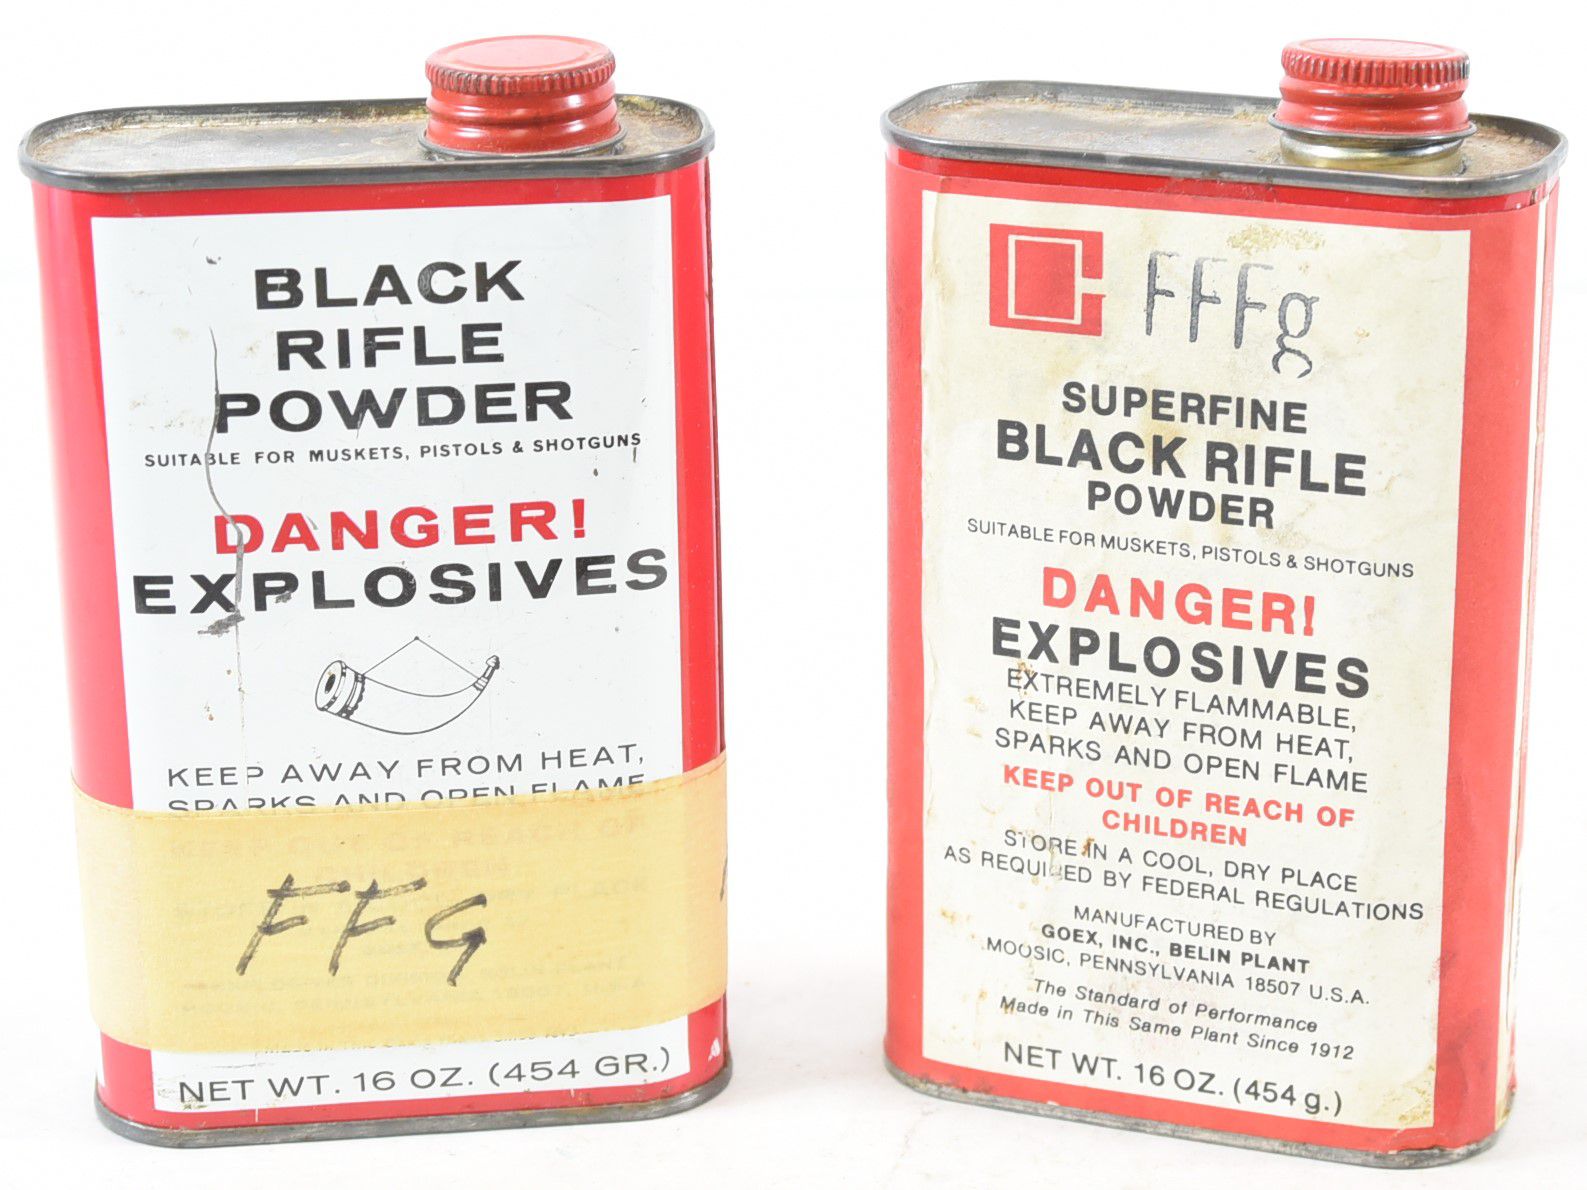 BLACK
RIFLE
POWDER
SUITABLE FOR MUSKETS, PISTOLS & SHOTGUNS
DANGER!
EXPLOSIVES
KEEP AWAY FROM HEAT,
SPARKS AND OPEN FLAME
FFG
NET WT. 16 OZ. (454 GR.)
FFFg
SUPERFINE
BLACK RIFLE
POWDER
SUITABLE FOR MUSKETS, PISTOLS & SHOTGUNS
DANGER!
EXPLOSIVES
EXTREMELY FLAMMABLE,
KEEP AWAY FROM HEAT,
SPARKS AND OPEN FLAME
KEEP OUT OF REACH OF
CHILDREN
STORE IN A COOL, DRY PLACE
AS REQUIRED BY FEDERAL REGULATIONS
MANUFACTURED BY
GOEX, INC., BELIN PLANT
MOOSIC, PENNSYLVANIA 18507 U.S.A.
The Standard of Performance
Made in This Same Plant Since 1912
NET WT. 16 OZ. (454 g.)